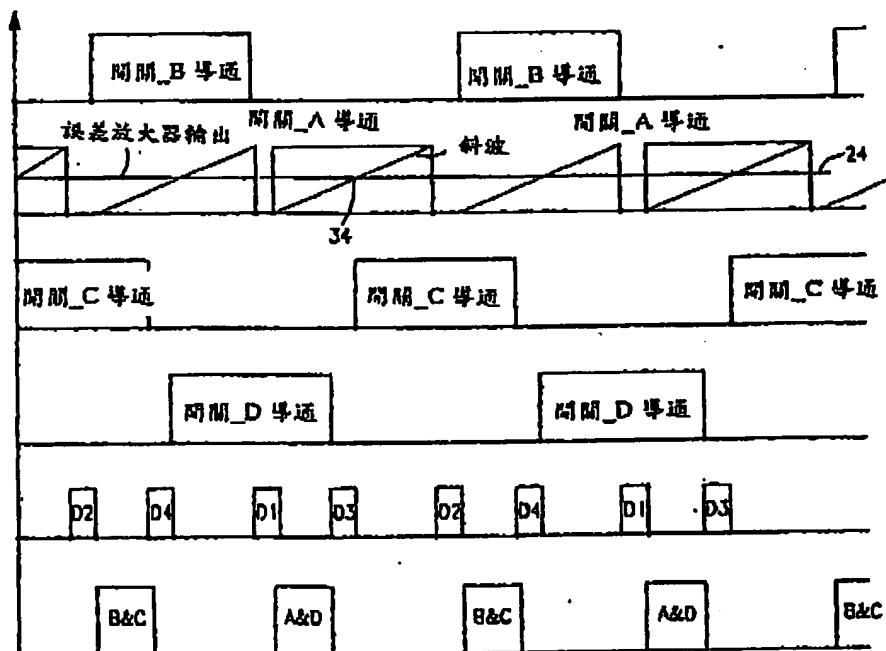 開關_B 導通
開關_B 導通
開關_A 導通
開關_A 導通
誤差放大器輸出
斜波
24
34
開關_C 導通
開關_C 導通
開關_C 導通
開關_D 導通
開關_D 導通
D2
D4
D1
D3
D2
D4
D1
D3
B&C
A&D
B&C
A&D
B&C